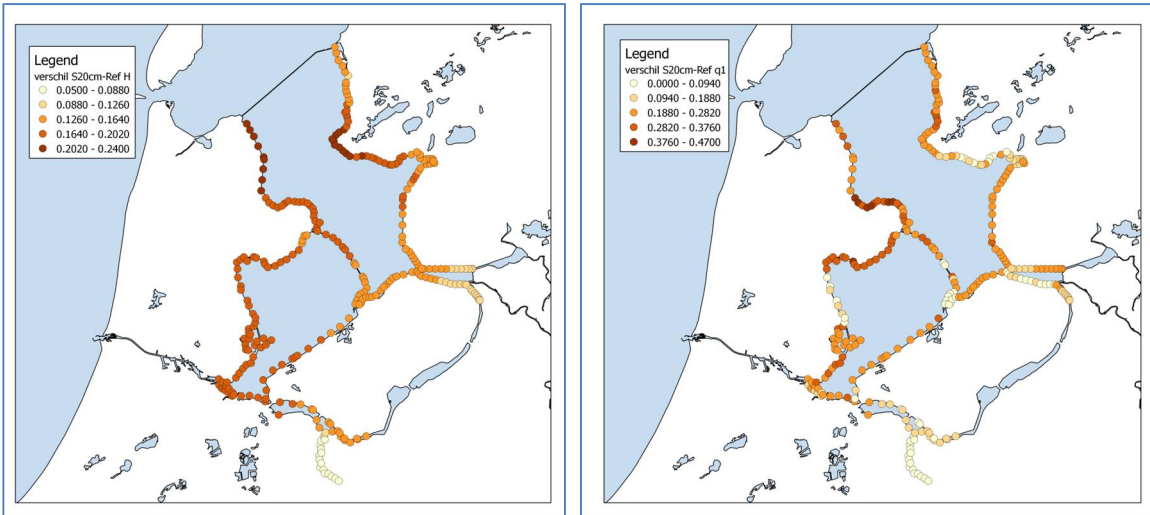 Legend
verschil S20cm-Ref H
0.0500 - 0.0880
0.0880 - 0.1260
0.1260 - 0.1640
0.1640 - 0.2020
0.2020 - 0.2400
Legend
verschil S20cm-Ref q1
0.0000 - 0.0940
0.0940 - 0.1880
0.1880 - 0.2820
0.2820 - 0.3760
0.3760 - 0.4700